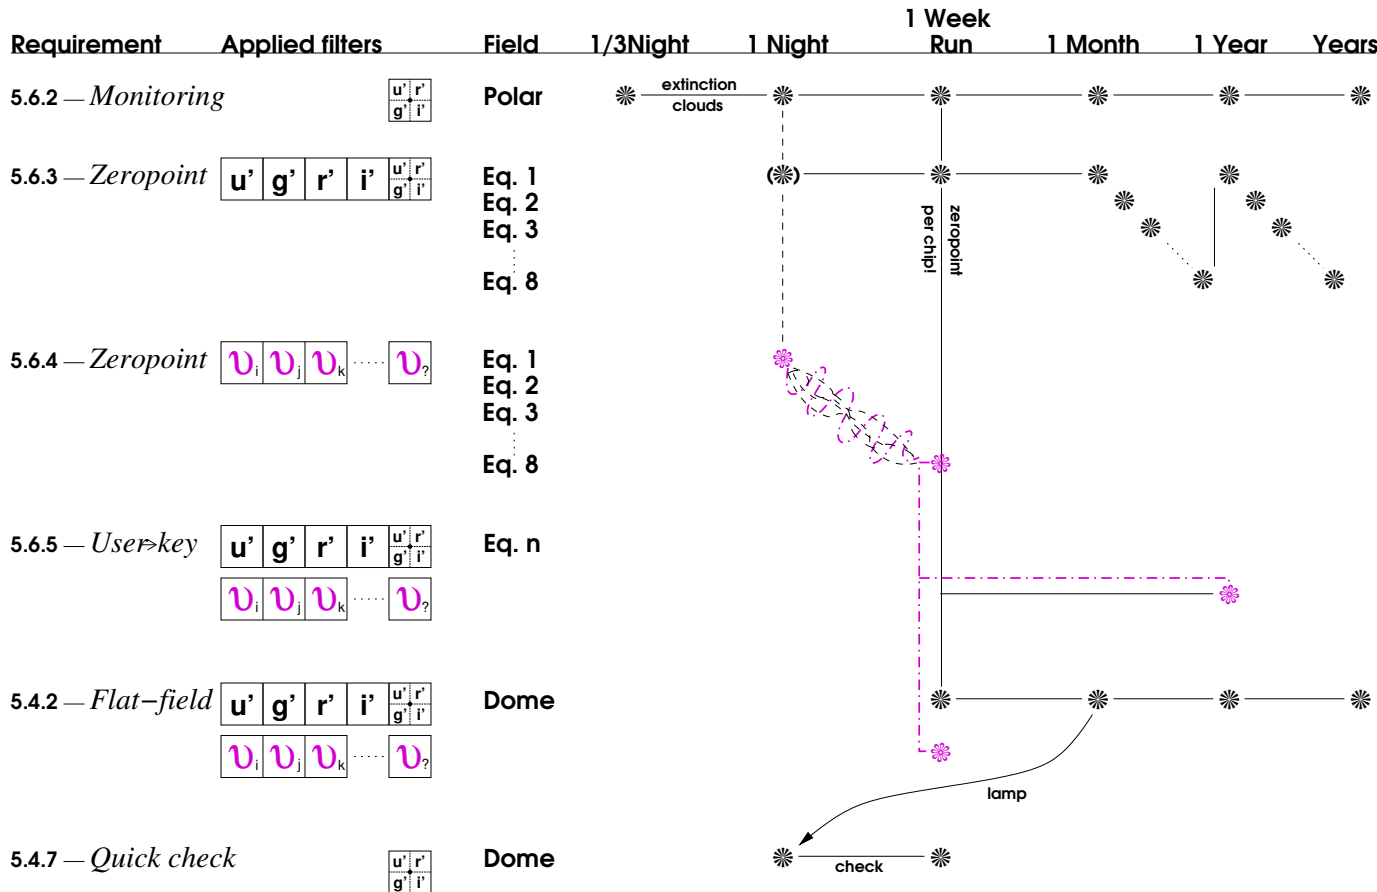 1 Week
Requirement Applied filters Field 1/3Night 1 Night Run 1 Month 1 Year Years
5.6.2 — Monitoring u' r' g' i' Polar extinction clouds
5.6.3 — Zeropoint u' g' r' i' u' r' g' i' Eq. 1
Eq. 2
Eq. 3
Eq. 8
zeropoint
per chip!
5.6.4 — Zeropoint υi υj υk ····· υ? Eq. 1
Eq. 2
Eq. 3
Eq. 8
5.6.5 — User>key u' g' r' i' u' r' g' i' Eq. n
υi υj υk ····· υ?
5.4.2 — Flat–field u' g' r' i' u' r' g' i' Dome
υi υj υk ····· υ?
lamp
5.4.7 — Quick check u' r' g' i' Dome check